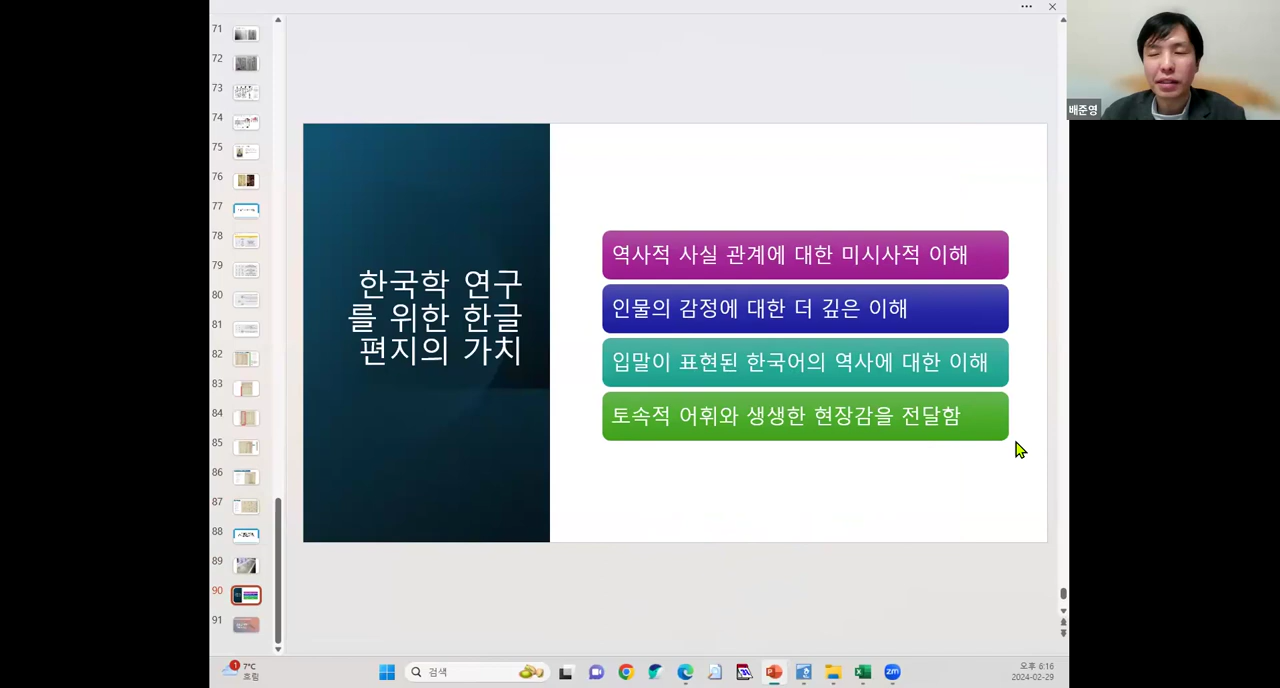 71
72
73
74
75
76
77
78
79
80
81
82
83
84
85
86
87
88
89
90
91
한국학 연구
를 위한 한글
편지의 가치
역사적 사실 관계에 대한 미시사적 이해
인물의 감정에 대한 더 깊은 이해
입말이 표현된 한국어의 역사에 대한 이해
토속적 어휘와 생생한 현장감을 전달함
배준영
1
7°C
흐림
검색
zm
오후 6:16
2024-02-29